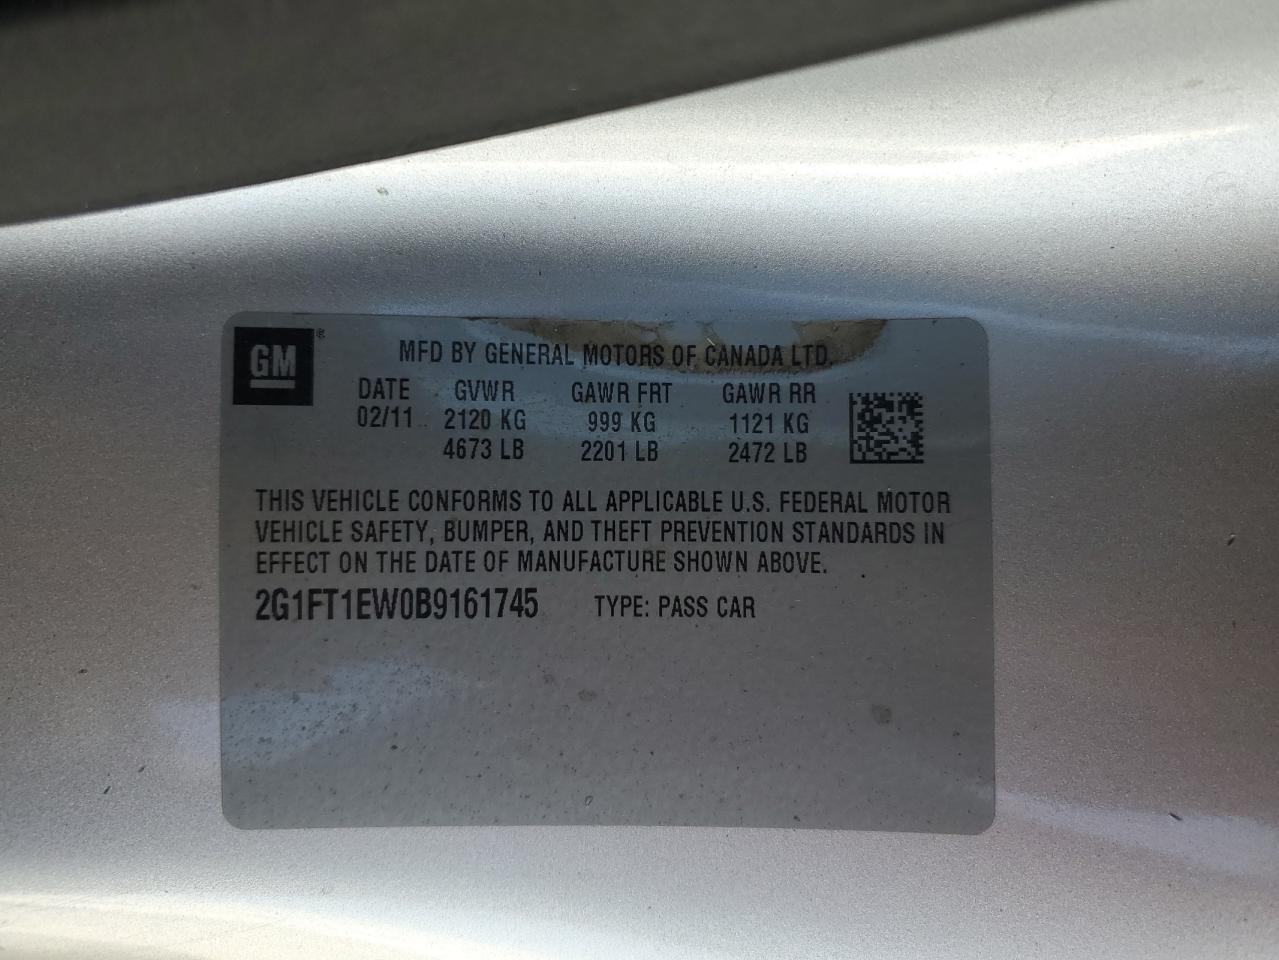 GM®
MFD BY GENERAL MOTORS OF CANADA LTD.
DATE GVWR GAWR FRT GAWR RR
02/11 2120 KG 999 KG 1121 KG
4673 LB 2201 LB 2472 LB
THIS VEHICLE CONFORMS TO ALL APPLICABLE U.S. FEDERAL MOTOR
VEHICLE SAFETY, BUMPER, AND THEFT PREVENTION STANDARDS IN
EFFECT ON THE DATE OF MANUFACTURE SHOWN ABOVE.
2G1FT1EW0B9161745 TYPE: PASS CAR